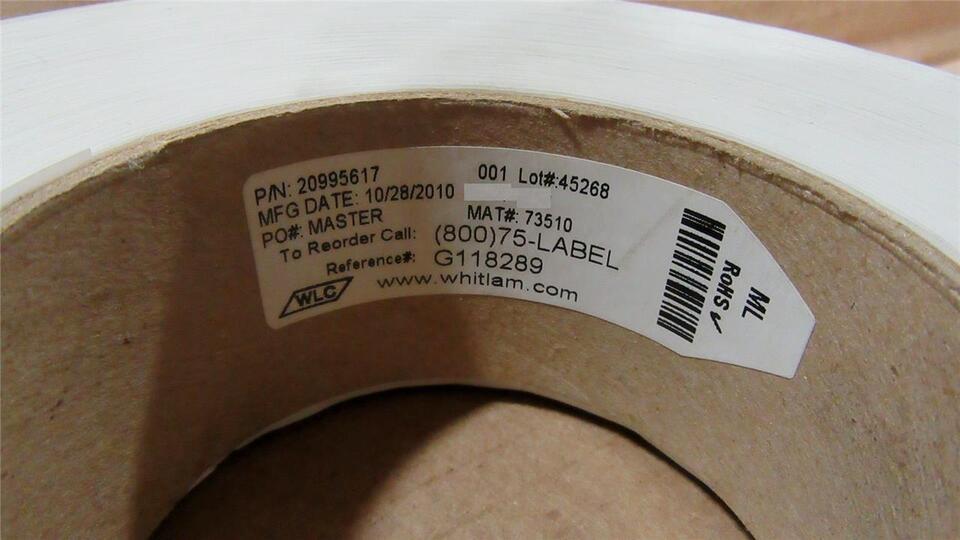 P/N: 20995617 001 Lot#:45268
MFG DATE: 10/28/2010
PO#: MASTER MAT#: 73510
To Reorder Call: (800)75-LABEL
Reference#: G118289
WLC www.whitlam.com
ML
RoHS ✓